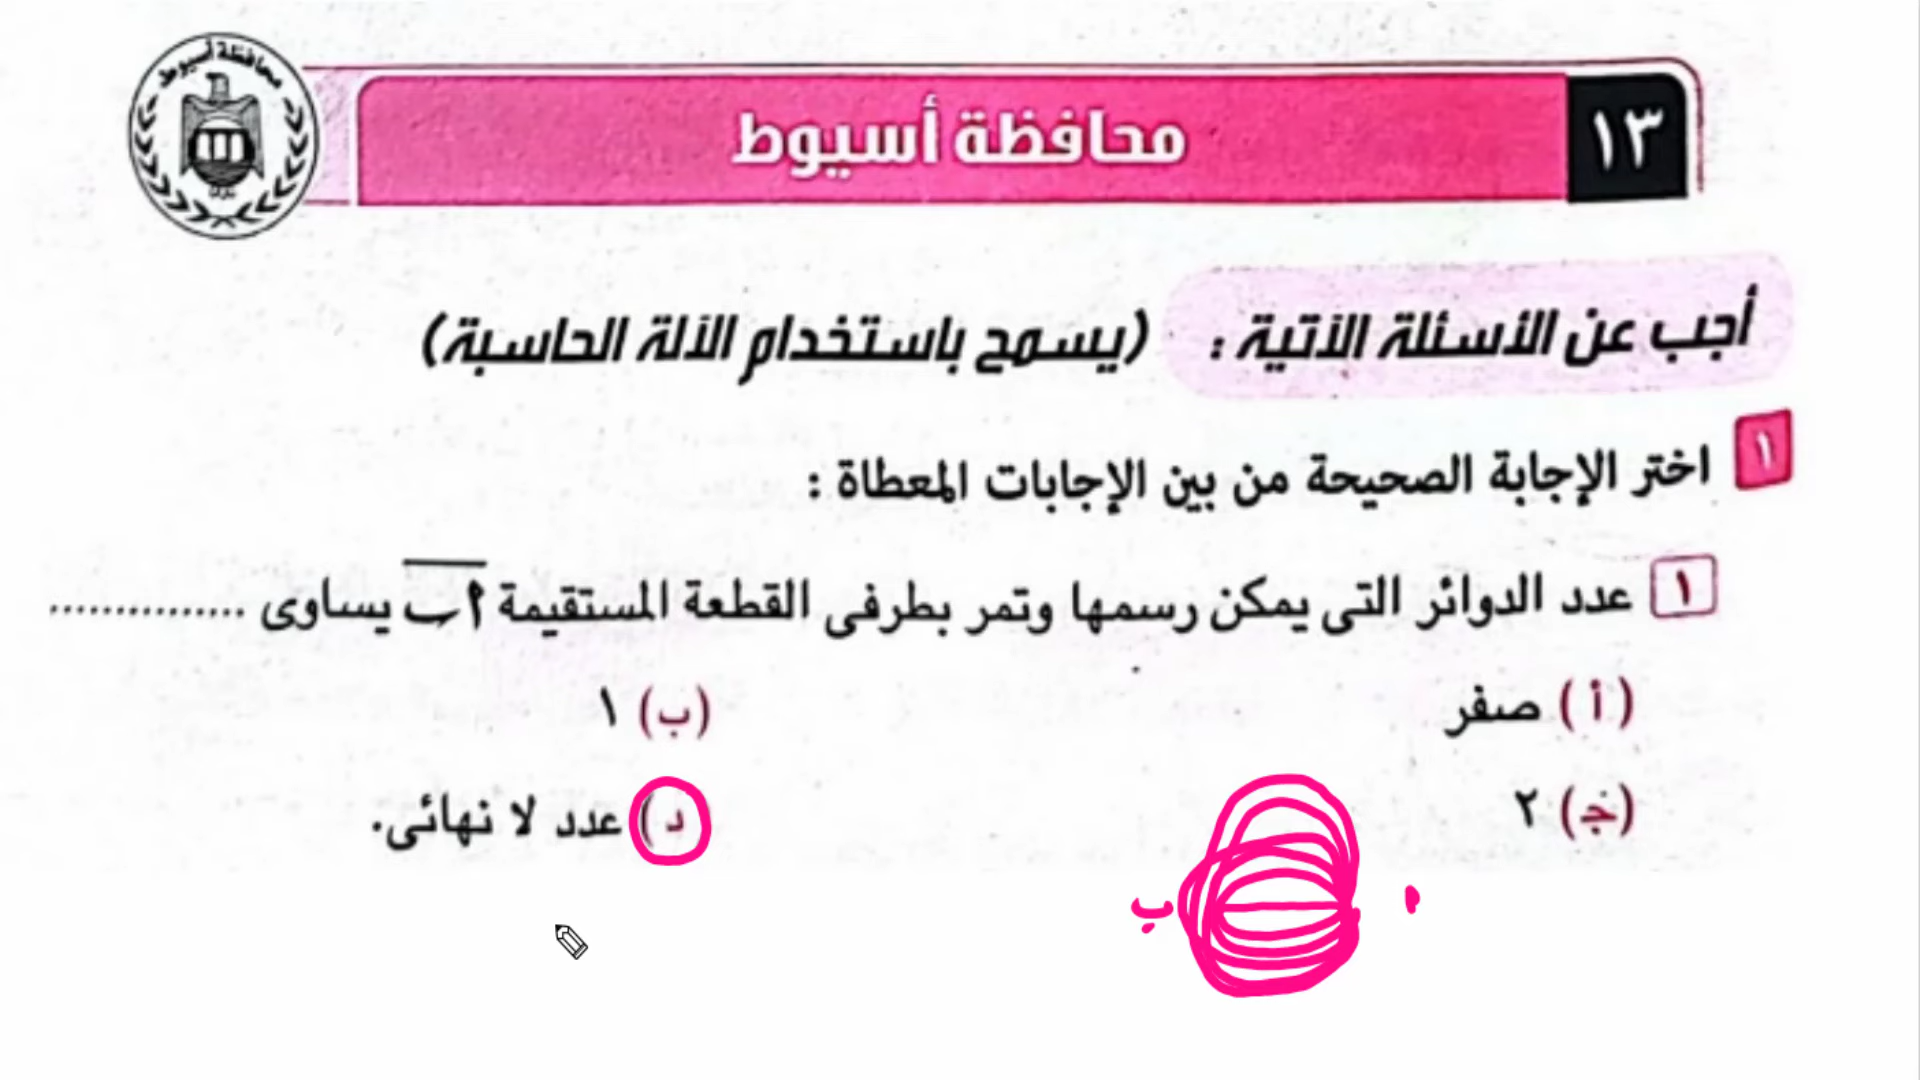 محافظة أسيوط
١٣ محافظة أسيوط
أجب عن الأسئلة الآتية : (يسمح باستخدام الآلة الحاسبة)
١ اختر الإجابة الصحيحة من بين الإجابات المعطاة :
١ عدد الدوائر التى يمكن رسمها وتمر بطرفى القطعة المستقيمة أب يساوى ...............
(أ) صفر (ب) ١
(جـ) ٢ (د) عدد لا نهائى.
أ ب